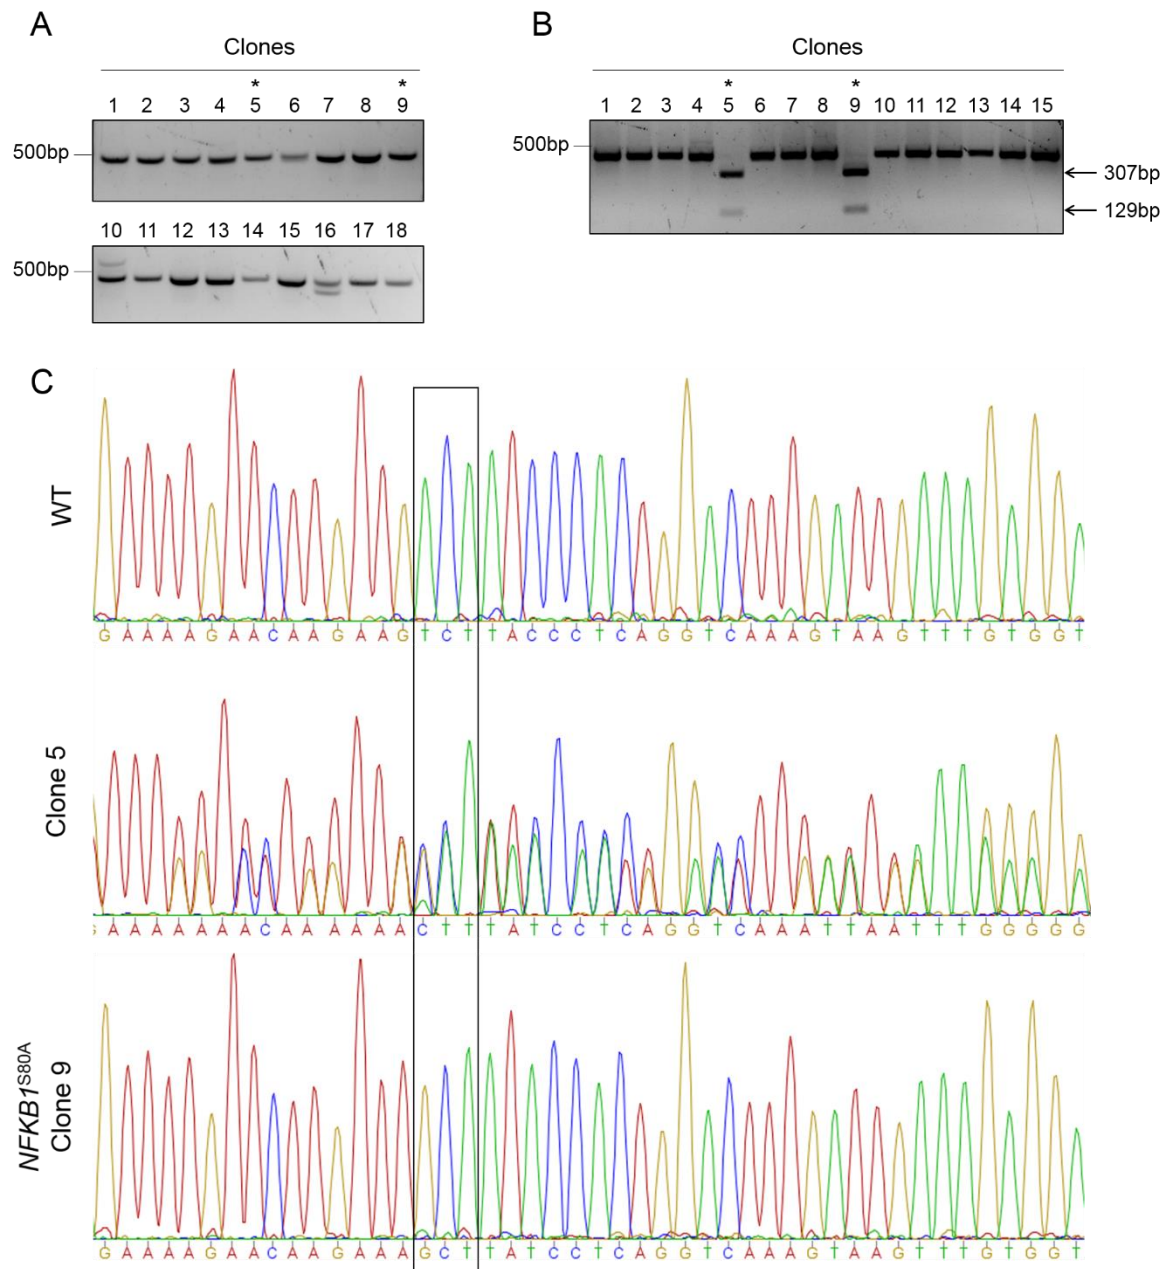 A
Clones
* *
1 2 3 4 5 6 7 8 9
500bp
10 11 12 13 14 15 16 17 18
500bp
B
Clones
* *
1 2 3 4 5 6 7 8 9 10 11 12 13 14 15
500bp
307bp
129bp
C
WT
G A A A A G A A C A A G A A G T C T T A C C C T C A G G T C A A A G T A A G T T T G T G G T
Clone 5
G A A A A A A A C A A A A A A C T T T A T C C T C A G G T C A A A T T A A T T T G G G G G
NFKB1S80A
Clone 9
G A A A A G A A C A A G A A A G C T T A T C C T C A G G T C A A A G T A A G T T T G T G G T